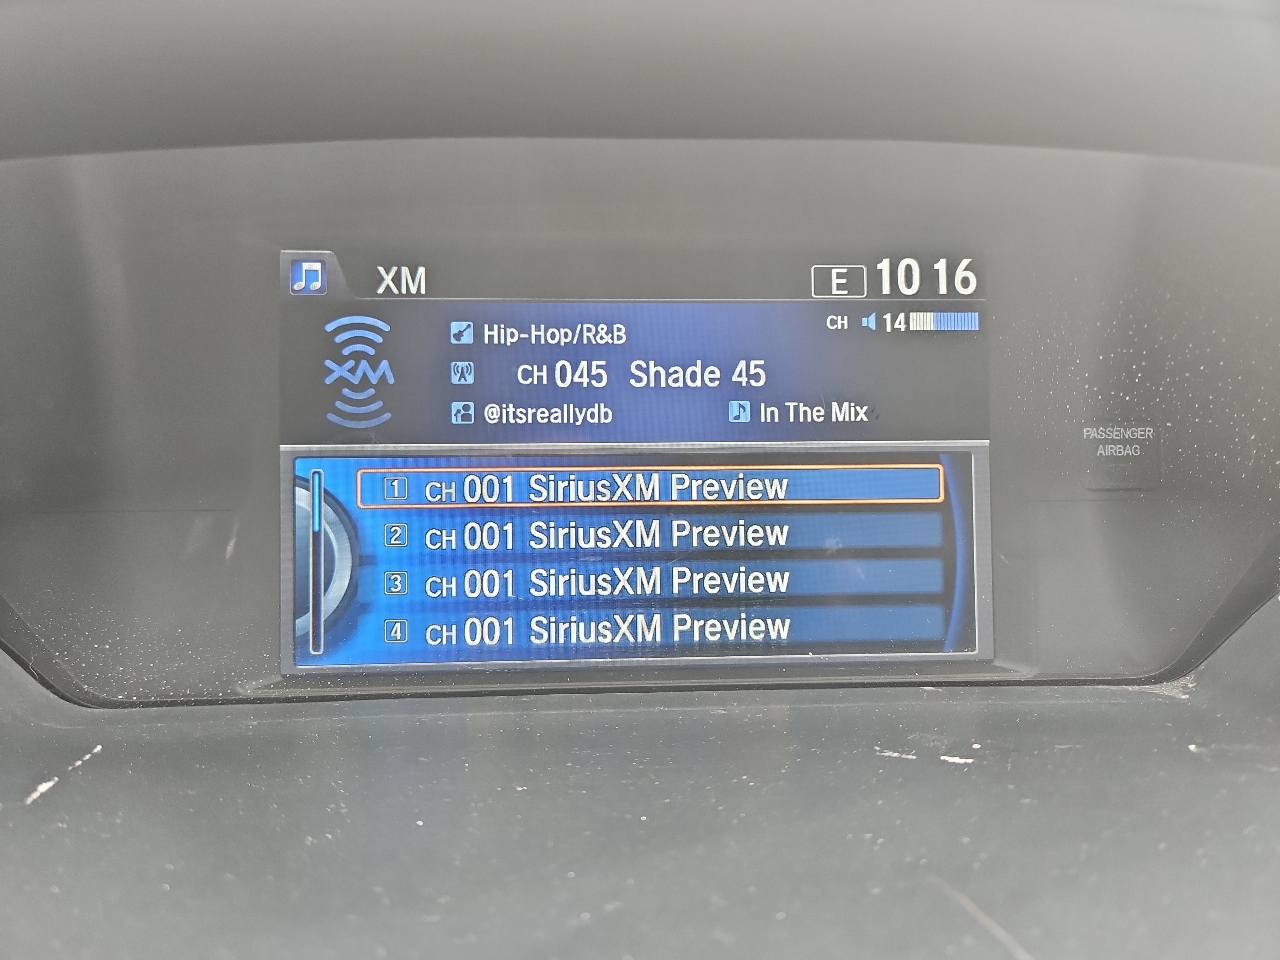 XM E 10 16
Hip-Hop/R&B CH 14
XM CH 045 Shade 45
@itsreallydb In The Mix
1 CH 001 SiriusXM Preview
2 CH 001 SiriusXM Preview
3 CH 001 SiriusXM Preview
4 CH 001 SiriusXM Preview
PASSENGER
AIRBAG